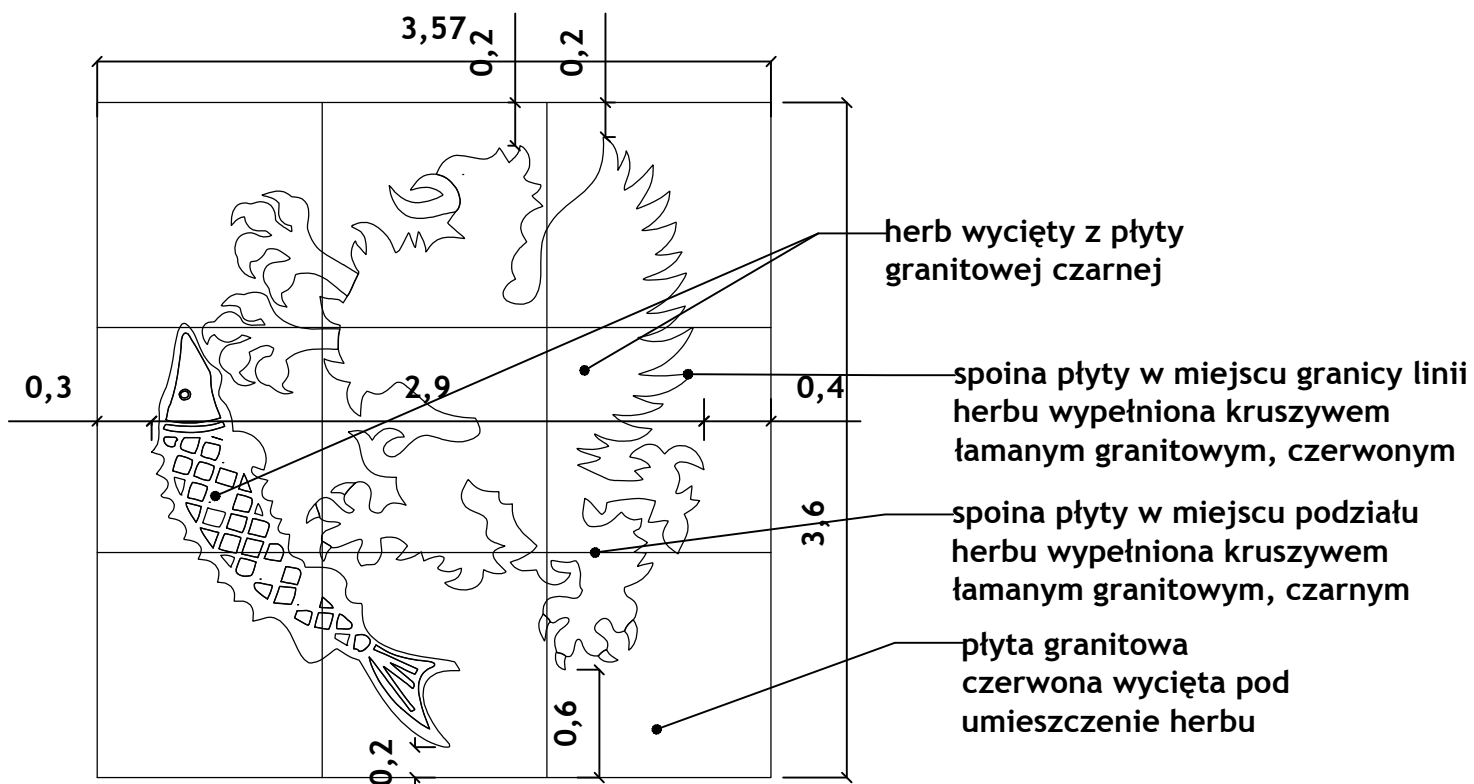 3,57
0,2
0,2
herb wycięty z płyty
granitowej czarnej
0,3
2,9
0,4
spoina płyty w miejscu granicy linii
herbu wypełniona kruszywem
łamanym granitowym, czerwonym
3,6
spoina płyty w miejscu podziału
herbu wypełniona kruszywem
łamanym granitowym, czarnym
płyta granitowa
czerwona wycięta pod
umieszczenie herbu
0,6
0,2